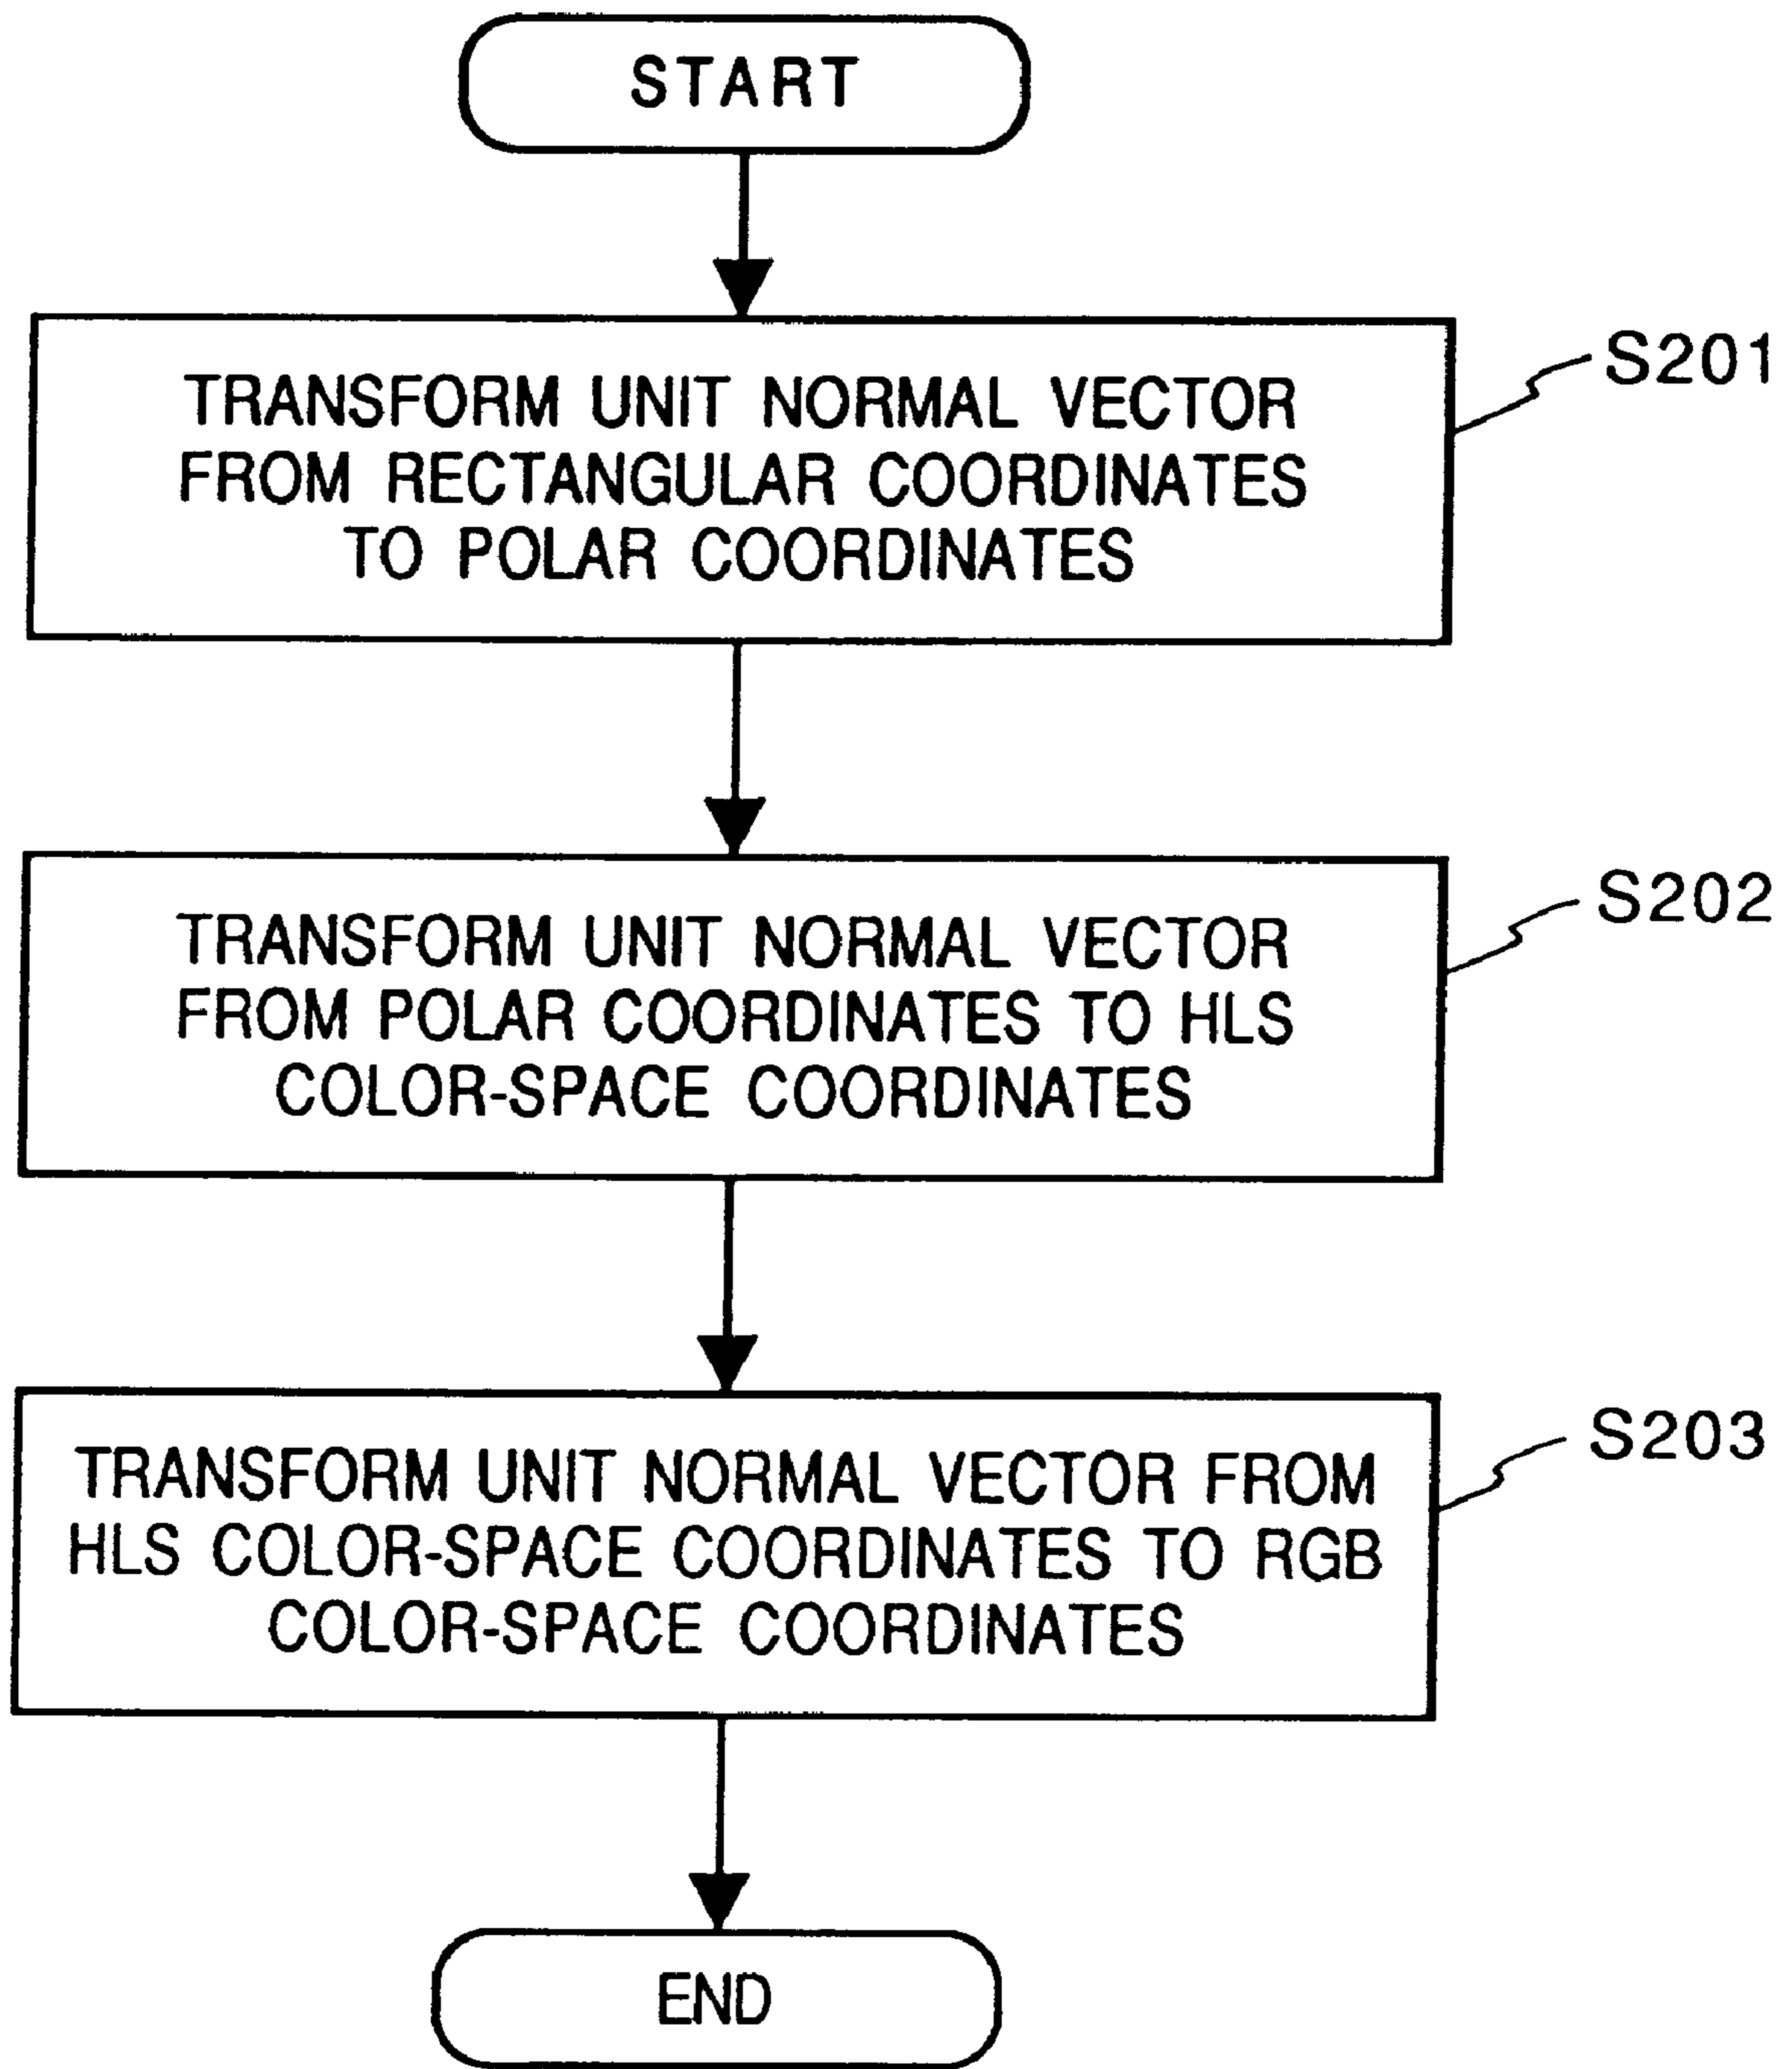 START
TRANSFORM UNIT NORMAL VECTOR
FROM RECTANGULAR COORDINATES
TO POLAR COORDINATES
S201
TRANSFORM UNIT NORMAL VECTOR
FROM POLAR COORDINATES TO HLS
COLOR-SPACE COORDINATES
S202
TRANSFORM UNIT NORMAL VECTOR FROM
HLS COLOR-SPACE COORDINATES TO RGB
COLOR-SPACE COORDINATES
S203
END